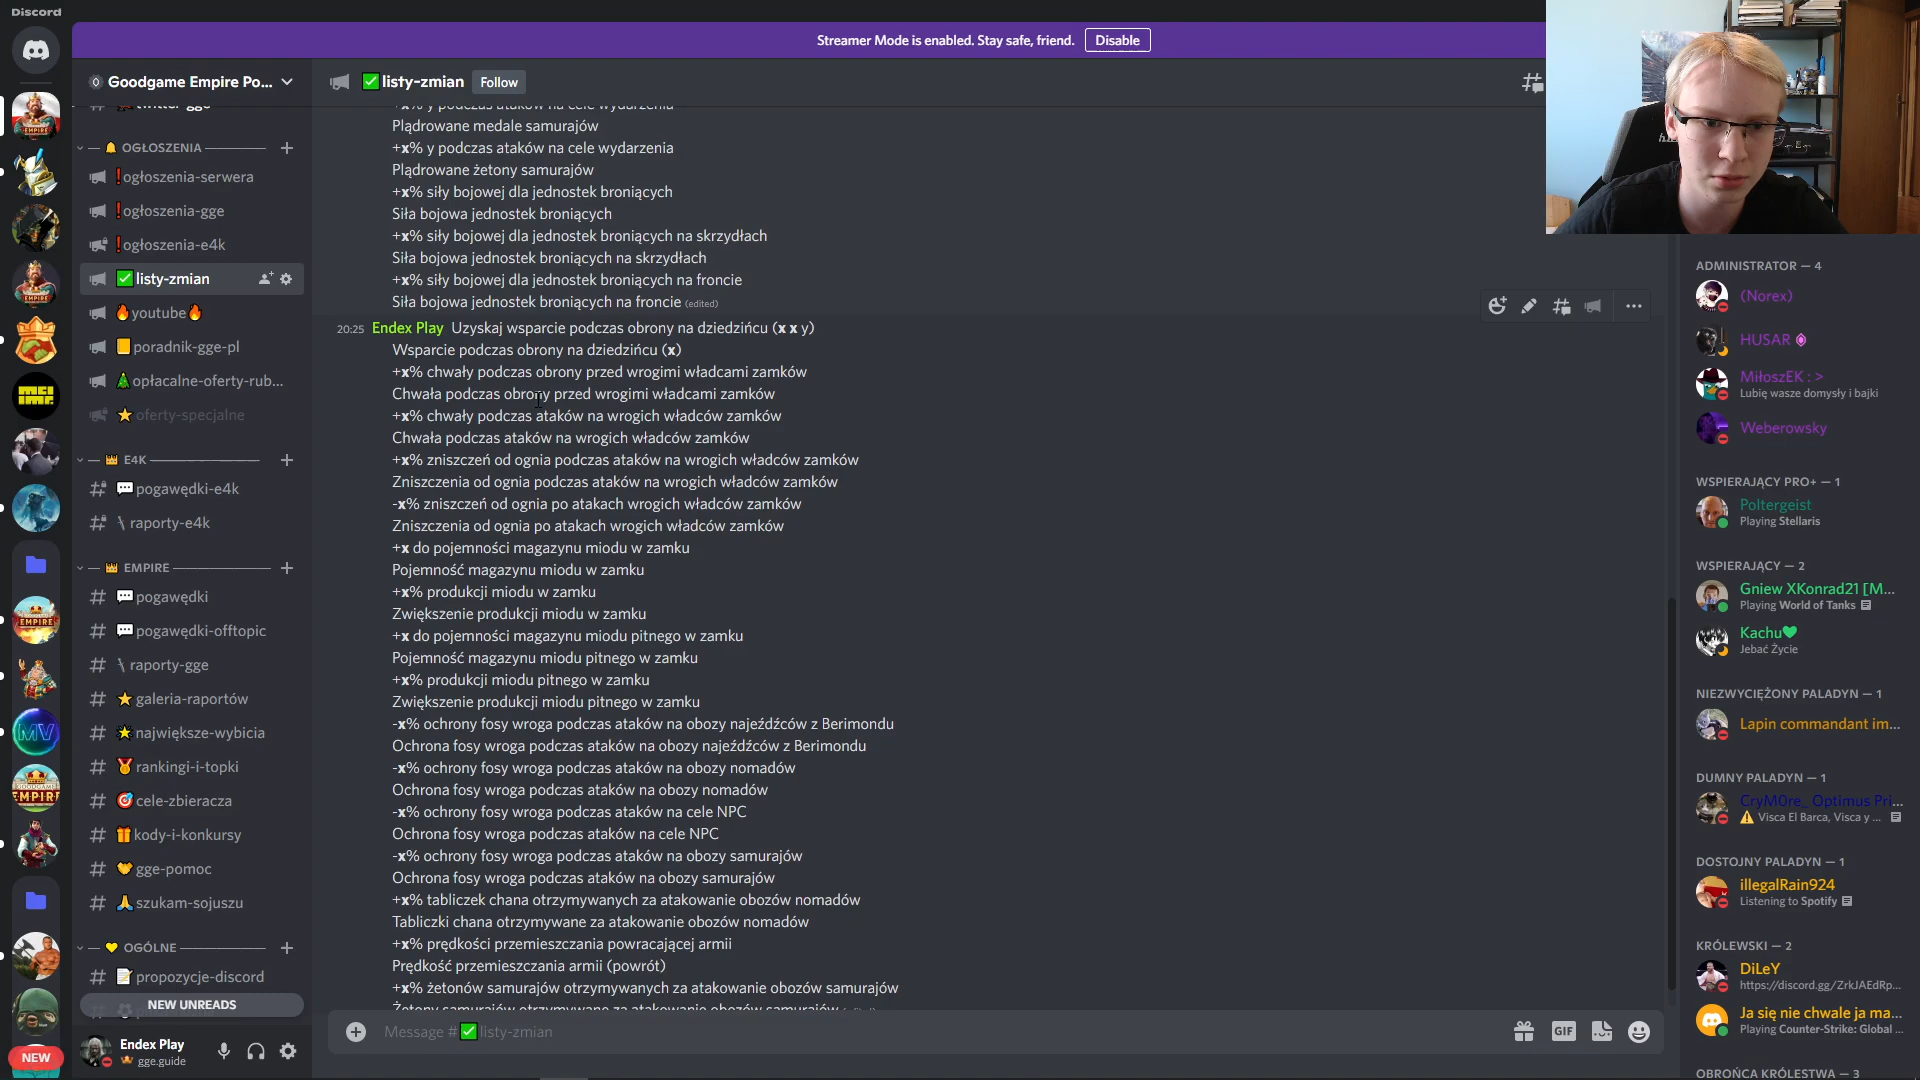 Discord
Streamer Mode is enabled. Stay safe, friend.
Disable
Goodgame Empire Po...
listy-zmian
Follow
twitter-gge
OGŁOSZENIA
ogłoszenia-serwera
ogłoszenia-gge
ogłoszenia-e4k
listy-zmian
youtube
poradnik-gge-pl
opłacalne-oferty-rub...
oferty-specjalne
E4K
pogawędki-e4k
raporty-e4k
EMPIRE
pogawędki
pogawędki-offtopic
raporty-gge
galeria-raportów
największe-wybicia
rankingi-i-topki
cele-zbieracza
kody-i-konkursy
gge-pomoc
szukam-sojuszu
OGÓLNE
propozycje-discord
NEW UNREADS
NEW
Endex Play
gge.guide
+x% y podczas ataków na cele wydarzenia
Plądrowane medale samurajów
+x% y podczas ataków na cele wydarzenia
Plądrowane żetony samurajów
+x% siły bojowej dla jednostek broniących
Siła bojowa jednostek broniących
+x% siły bojowej dla jednostek broniących na skrzydłach
Siła bojowa jednostek broniących na skrzydłach
+x% siły bojowej dla jednostek broniących na froncie
Siła bojowa jednostek broniących na froncie (edited)
20:25 Endex Play Uzyskaj wsparcie podczas obrony na dziedzińcu (x x y)
Wsparcie podczas obrony na dziedzińcu (x)
+x% chwały podczas obrony przed wrogimi władcami zamków
Chwała podczas obrony przed wrogimi władcami zamków
+x% chwały podczas ataków na wrogich władców zamków
Chwała podczas ataków na wrogich władców zamków
+x% zniszczeń od ognia podczas ataków na wrogich władców zamków
Zniszczenia od ognia podczas ataków na wrogich władców zamków
-x% zniszczeń od ognia po atakach wrogich władców zamków
Zniszczenia od ognia po atakach wrogich władców zamków
+x do pojemności magazynu miodu w zamku
Pojemność magazynu miodu w zamku
+x% produkcji miodu w zamku
Zwiększenie produkcji miodu w zamku
+x do pojemności magazynu miodu pitnego w zamku
Pojemność magazynu miodu pitnego w zamku
+x% produkcji miodu pitnego w zamku
Zwiększenie produkcji miodu pitnego w zamku
-x% ochrony fosy wroga podczas ataków na obozy najeźdźców z Berimondu
Ochrona fosy wroga podczas ataków na obozy najeźdźców z Berimondu
-x% ochrony fosy wroga podczas ataków na obozy nomadów
Ochrona fosy wroga podczas ataków na obozy nomadów
-x% ochrony fosy wroga podczas ataków na cele NPC
Ochrona fosy wroga podczas ataków na cele NPC
-x% ochrony fosy wroga podczas ataków na obozy samurajów
Ochrona fosy wroga podczas ataków na obozy samurajów
+x% tabliczek chana otrzymywanych za atakowanie obozów nomadów
Tabliczki chana otrzymywane za atakowanie obozów nomadów
+x% prędkości przemieszczania powracającej armii
Prędkość przemieszczania armii (powrót)
+x% żetonów samurajów otrzymywanych za atakowanie obozów samurajów
Żetony samurajów otrzymywane za atakowanie obozów samurajów
Message #listy-zmian
GIF
ADMINISTRATOR — 4
(Norex)
HUSAR
MiłoszEK : >
Lubię wasze domysły i bajki
Weberowsky
WSPIERAJĄCY PRO+ — 1
Poltergeist
Playing Stellaris
WSPIERAJĄCY — 2
Gniew XKonrad21 [M...
Playing World of Tanks
Kachu
Jebać Życie
NIEZWYCIĘŻONY PALADYN — 1
Lapin commandant im...
DUMNY PALADYN — 1
CryM0re_ Optimus Pri...
Visca El Barca, Visca y ...
DOSTOJNY PALADYN — 1
illegalRain924
Listening to Spotify
KRÓLEWSKI — 2
DiLeY
https://discord.gg/ZrkJAEdRp...
Ja się nie chwale ja ma...
Playing Counter-Strike: Global ...
OBROŃCA KRÓLESTWA — 3